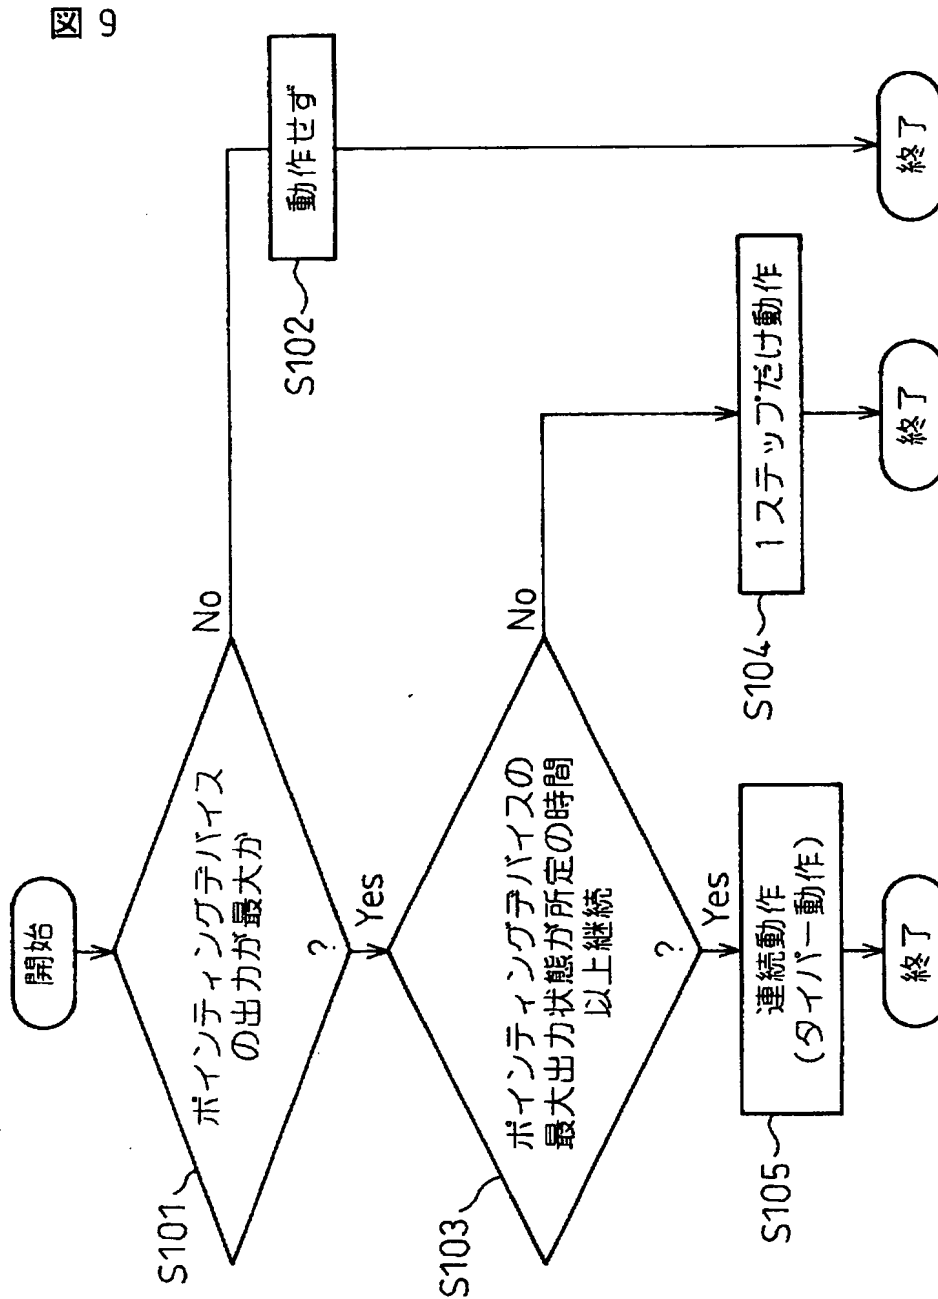 図 9
開始
S101
ポインティングデバイス
の出力が最大か
?
No
Yes
S102
動作せず
終了
S103
ポインティングデバイスの
最大出力状態が所定の時間
以上継続
?
No
Yes
S104
1ステップだけ動作
終了
S105
連続動作
(タイパー動作)
終了